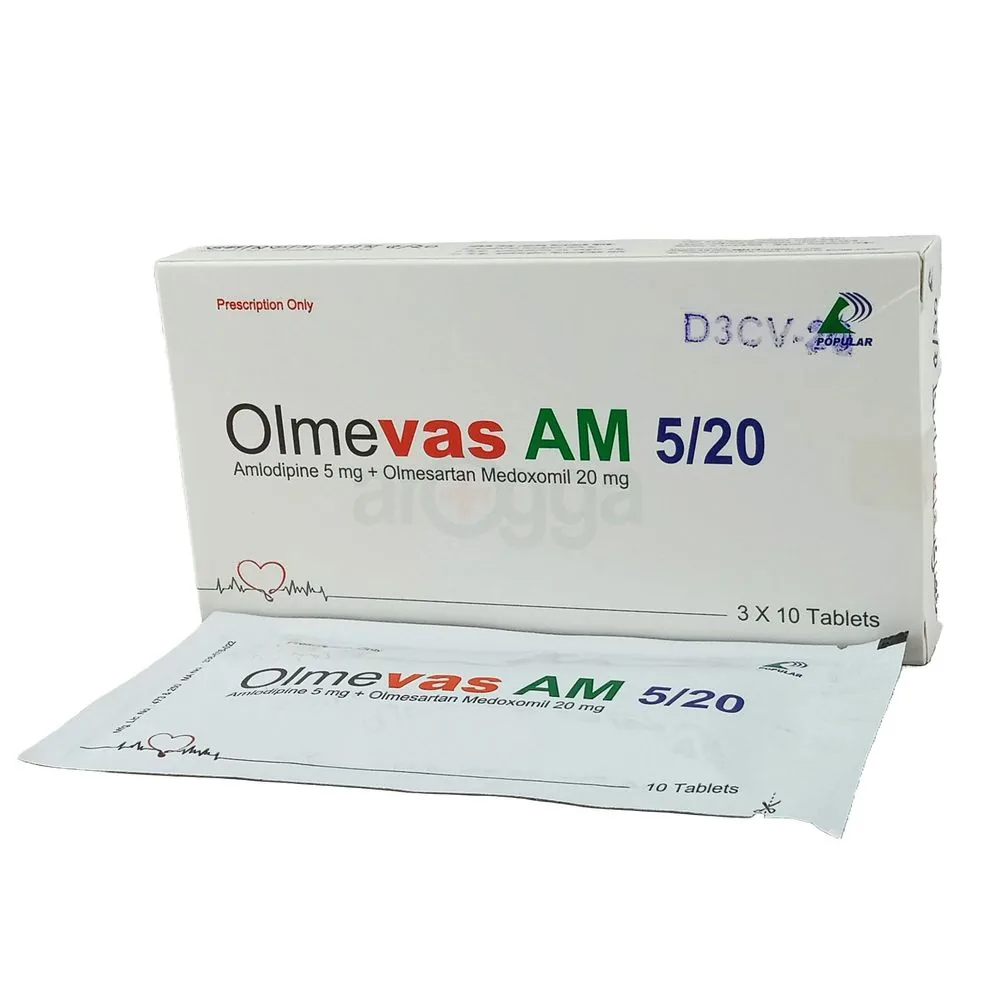 Prescription Only
D3CV-
POPULAR
Olmevas AM 5/20
Amlodipine 5 mg + Olmesartan Medoxomil 20 mg
arogga
3 X 10 Tablets
POPULAR
Olmevas AM 5/20
Amlodipine 5 mg + Olmesartan Medoxomil 20 mg
10 Tablets